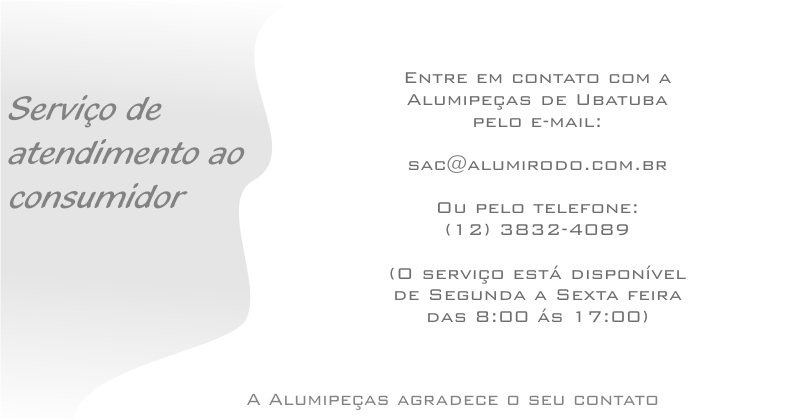 Serviço de
atendimento ao
consumidor
Entre em contato com a
Alumipeças de Ubatuba
pelo e-mail:
sac@alumirodo.com.br
Ou pelo telefone:
(12) 3832-4089
(O serviço está disponível
de Segunda a Sexta feira
das 8:00 ás 17:00)
A Alumipeças agradece o seu contato